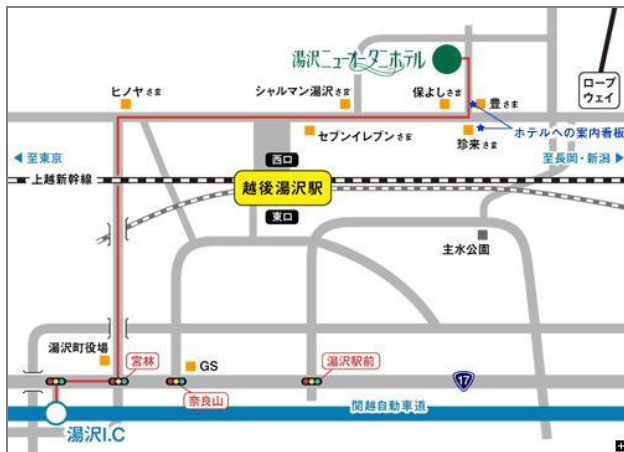 湯沢ニューオータニホテル
ロープ
ウェイ
ヒノヤさま
シャルマン湯沢さま
保よしさま
豊さま
セブンイレブンさま
珍来さま
ホテルへの案内看板
至東京
西口
至長岡・新潟
上越新幹線
越後湯沢駅
東口
主水公園
湯沢町役場
宮林
GS
湯沢駅前
奈良山
17
関越自動車道
湯沢I.C